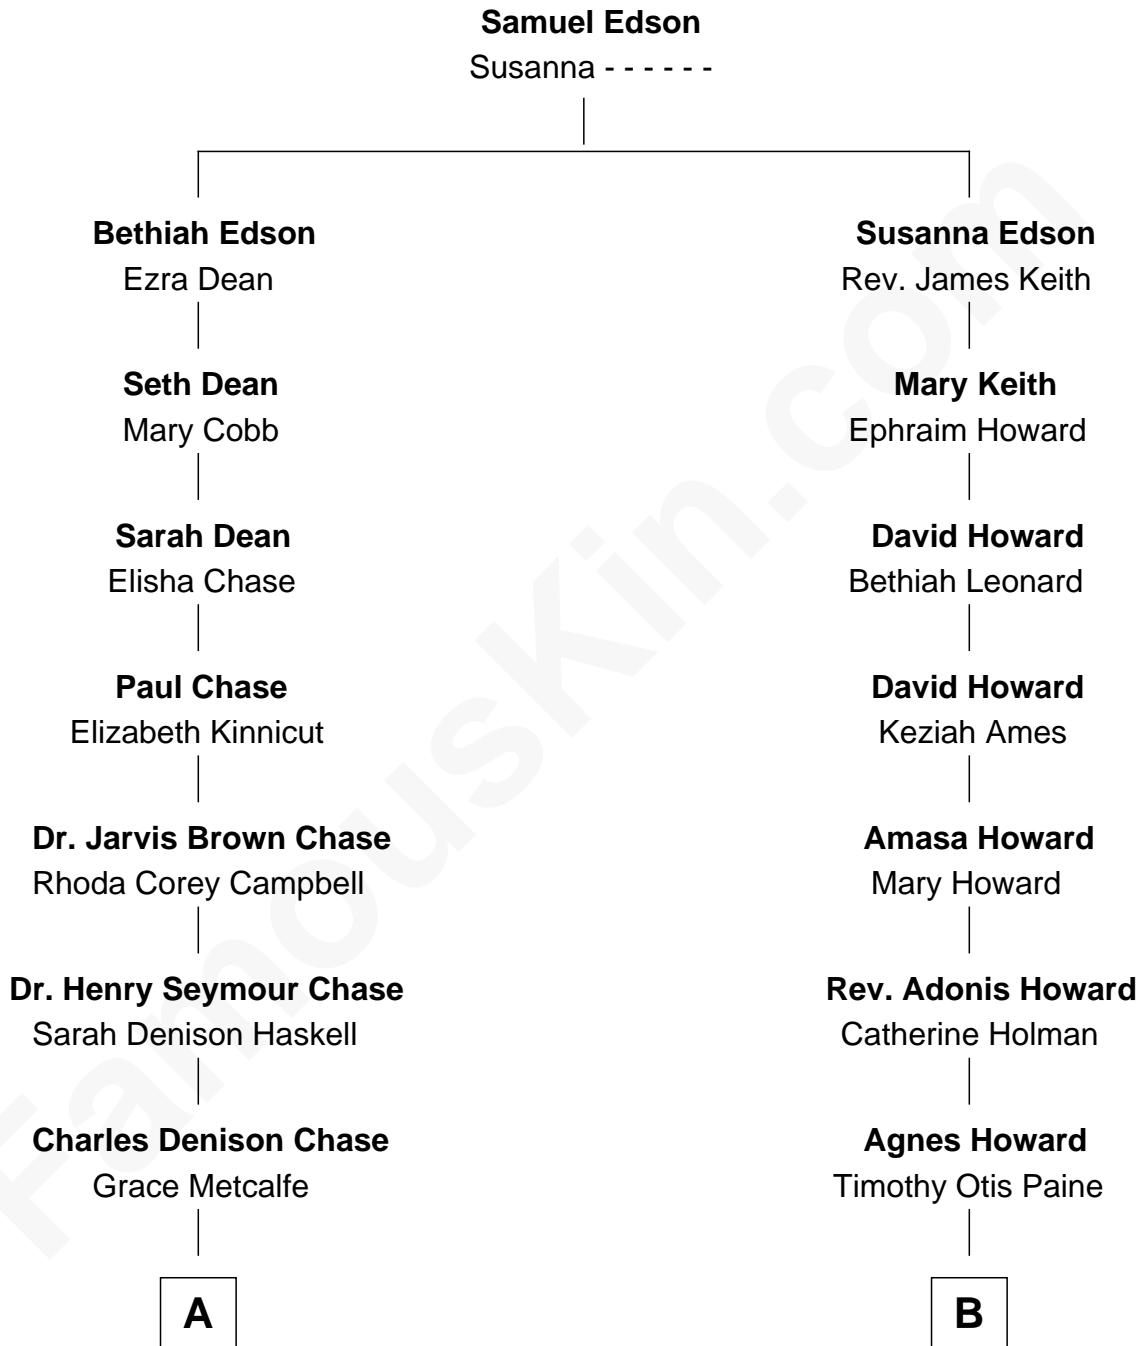 Samuel Edson
Susanna - - - - - -
Bethiah Edson
Ezra Dean
Seth Dean
Mary Cobb
Sarah Dean
Elisha Chase
Paul Chase
Elizabeth Kinnicut
Dr. Jarvis Brown Chase
Rhoda Corey Campbell
Dr. Henry Seymour Chase
Sarah Denison Haskell
Charles Denison Chase
Grace Metcalfe
A
Susanna Edson
Rev. James Keith
Mary Keith
Ephraim Howard
David Howard
Bethiah Leonard
David Howard
Keziah Ames
Amasa Howard
Mary Howard
Rev. Adonis Howard
Catherine Holman
Agnes Howard
Timothy Otis Paine
B
FamousKin.com